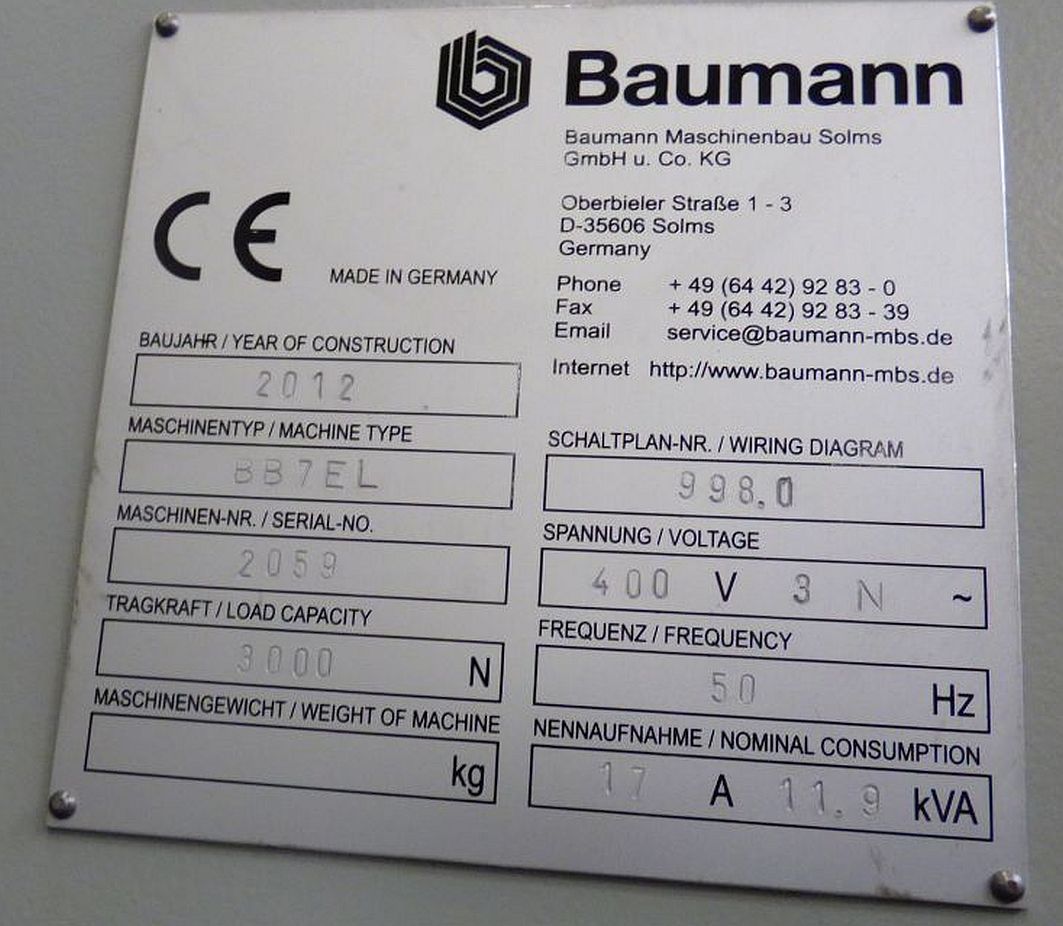 Baumann
Baumann Maschinenbau Solms
GmbH u. Co. KG
Oberbieler Straße 1 - 3
D-35606 Solms
Germany
Phone + 49 (64 42) 92 83 - 0
Fax + 49 (64 42) 92 83 - 39
Email service@baumann-mbs.de
Internet http://www.baumann-mbs.de
CE
MADE IN GERMANY
BAUJAHR / YEAR OF CONSTRUCTION
2012
MASCHINENTYP / MACHINE TYPE
BB7EL
MASCHINEN-NR. / SERIAL-NO.
2059
TRAGKRAFT / LOAD CAPACITY
3000 N
MASCHINENGEWICHT / WEIGHT OF MACHINE
kg
SCHALTPLAN-NR. / WIRING DIAGRAM
998.0
SPANNUNG / VOLTAGE
400 V 3 N ~
FREQUENZ / FREQUENCY
50 Hz
NENNAUFNAHME / NOMINAL CONSUMPTION
17 A 11.9 kVA